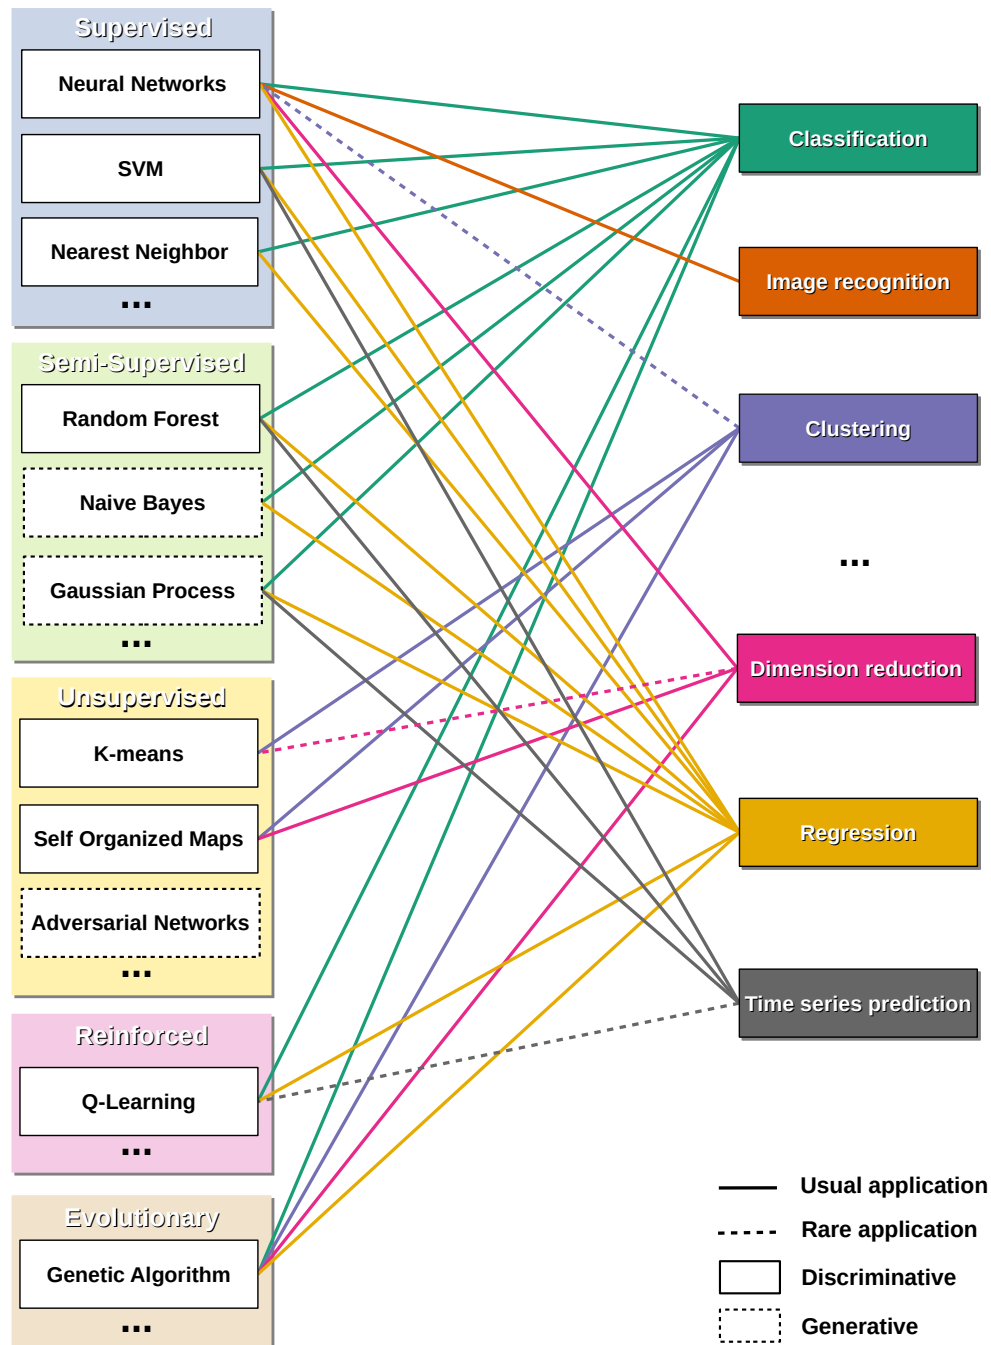 Supervised
Neural Networks
SVM
Nearest Neighbor
...
Semi-Supervised
Random Forest
Naive Bayes
Gaussian Process
...
Unsupervised
K-means
Self Organized Maps
Adversarial Networks
...
Reinforced
Q-Learning
...
Evolutionary
Genetic Algorithm
...
Classification
Image recognition
Clustering
...
Dimension reduction
Regression
Time series prediction
Usual application
Rare application
Discriminative
Generative